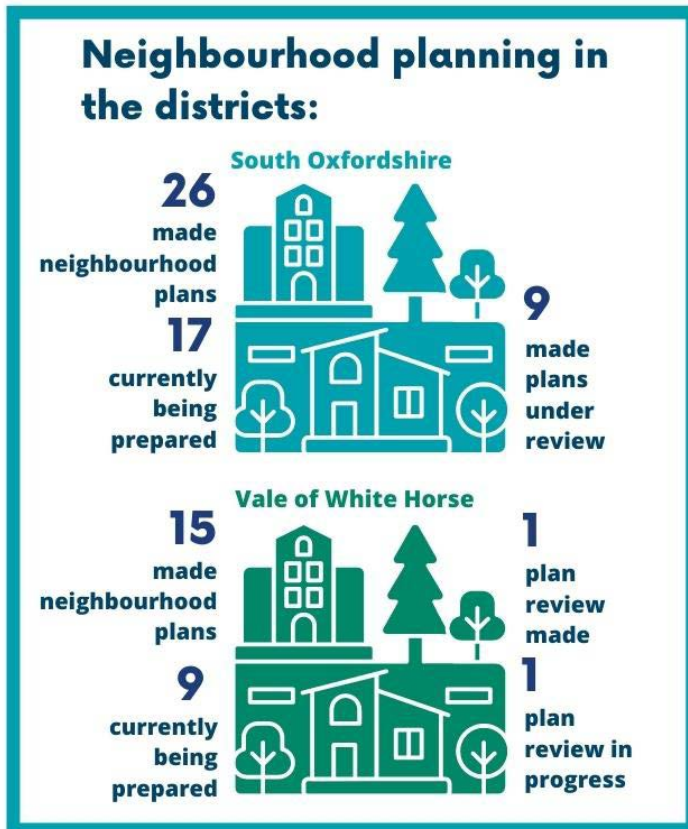 Neighbourhood planning in
the districts:
South Oxfordshire
26
made
neighbourhood
plans
17
currently
being
prepared
9
made
plans
under
review
Vale of White Horse
15
made
neighbourhood
plans
9
currently
being
prepared
1
plan
review
made
1
plan
review in
progress